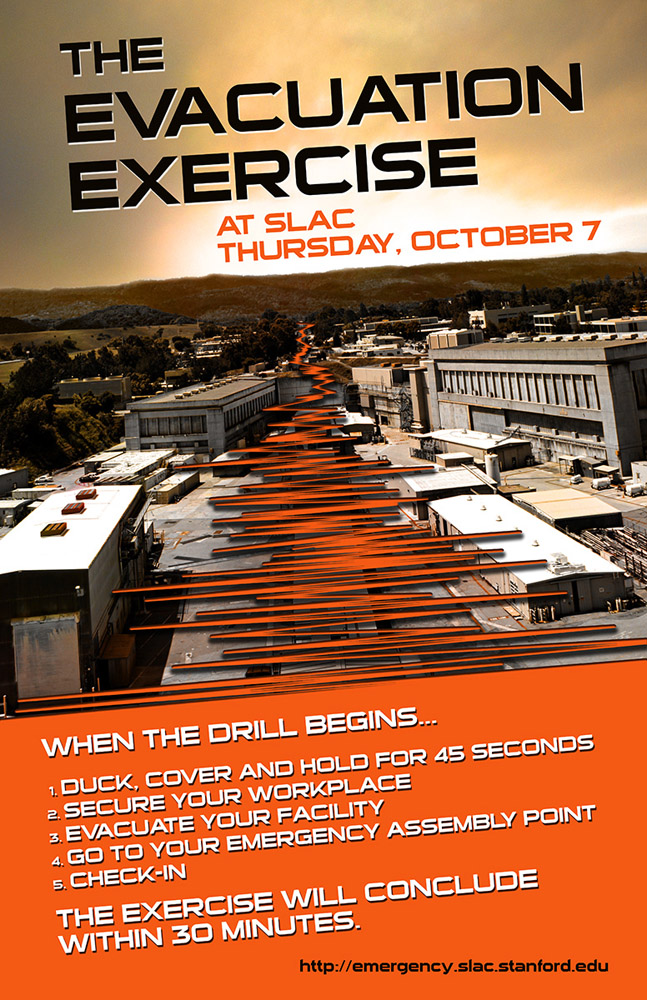 THE
EVACUATION
EXERCISE
AT SLAC
THURSDAY, OCTOBER 7
WHEN THE DRILL BEGINS...
1. DUCK, COVER AND HOLD FOR 45 SECONDS
2. SECURE YOUR WORKPLACE
3. EVACUATE YOUR FACILITY
4. GO TO YOUR EMERGENCY ASSEMBLY POINT
5. CHECK-IN
THE EXERCISE WILL CONCLUDE
WITHIN 30 MINUTES.
http://emergency.slac.stanford.edu